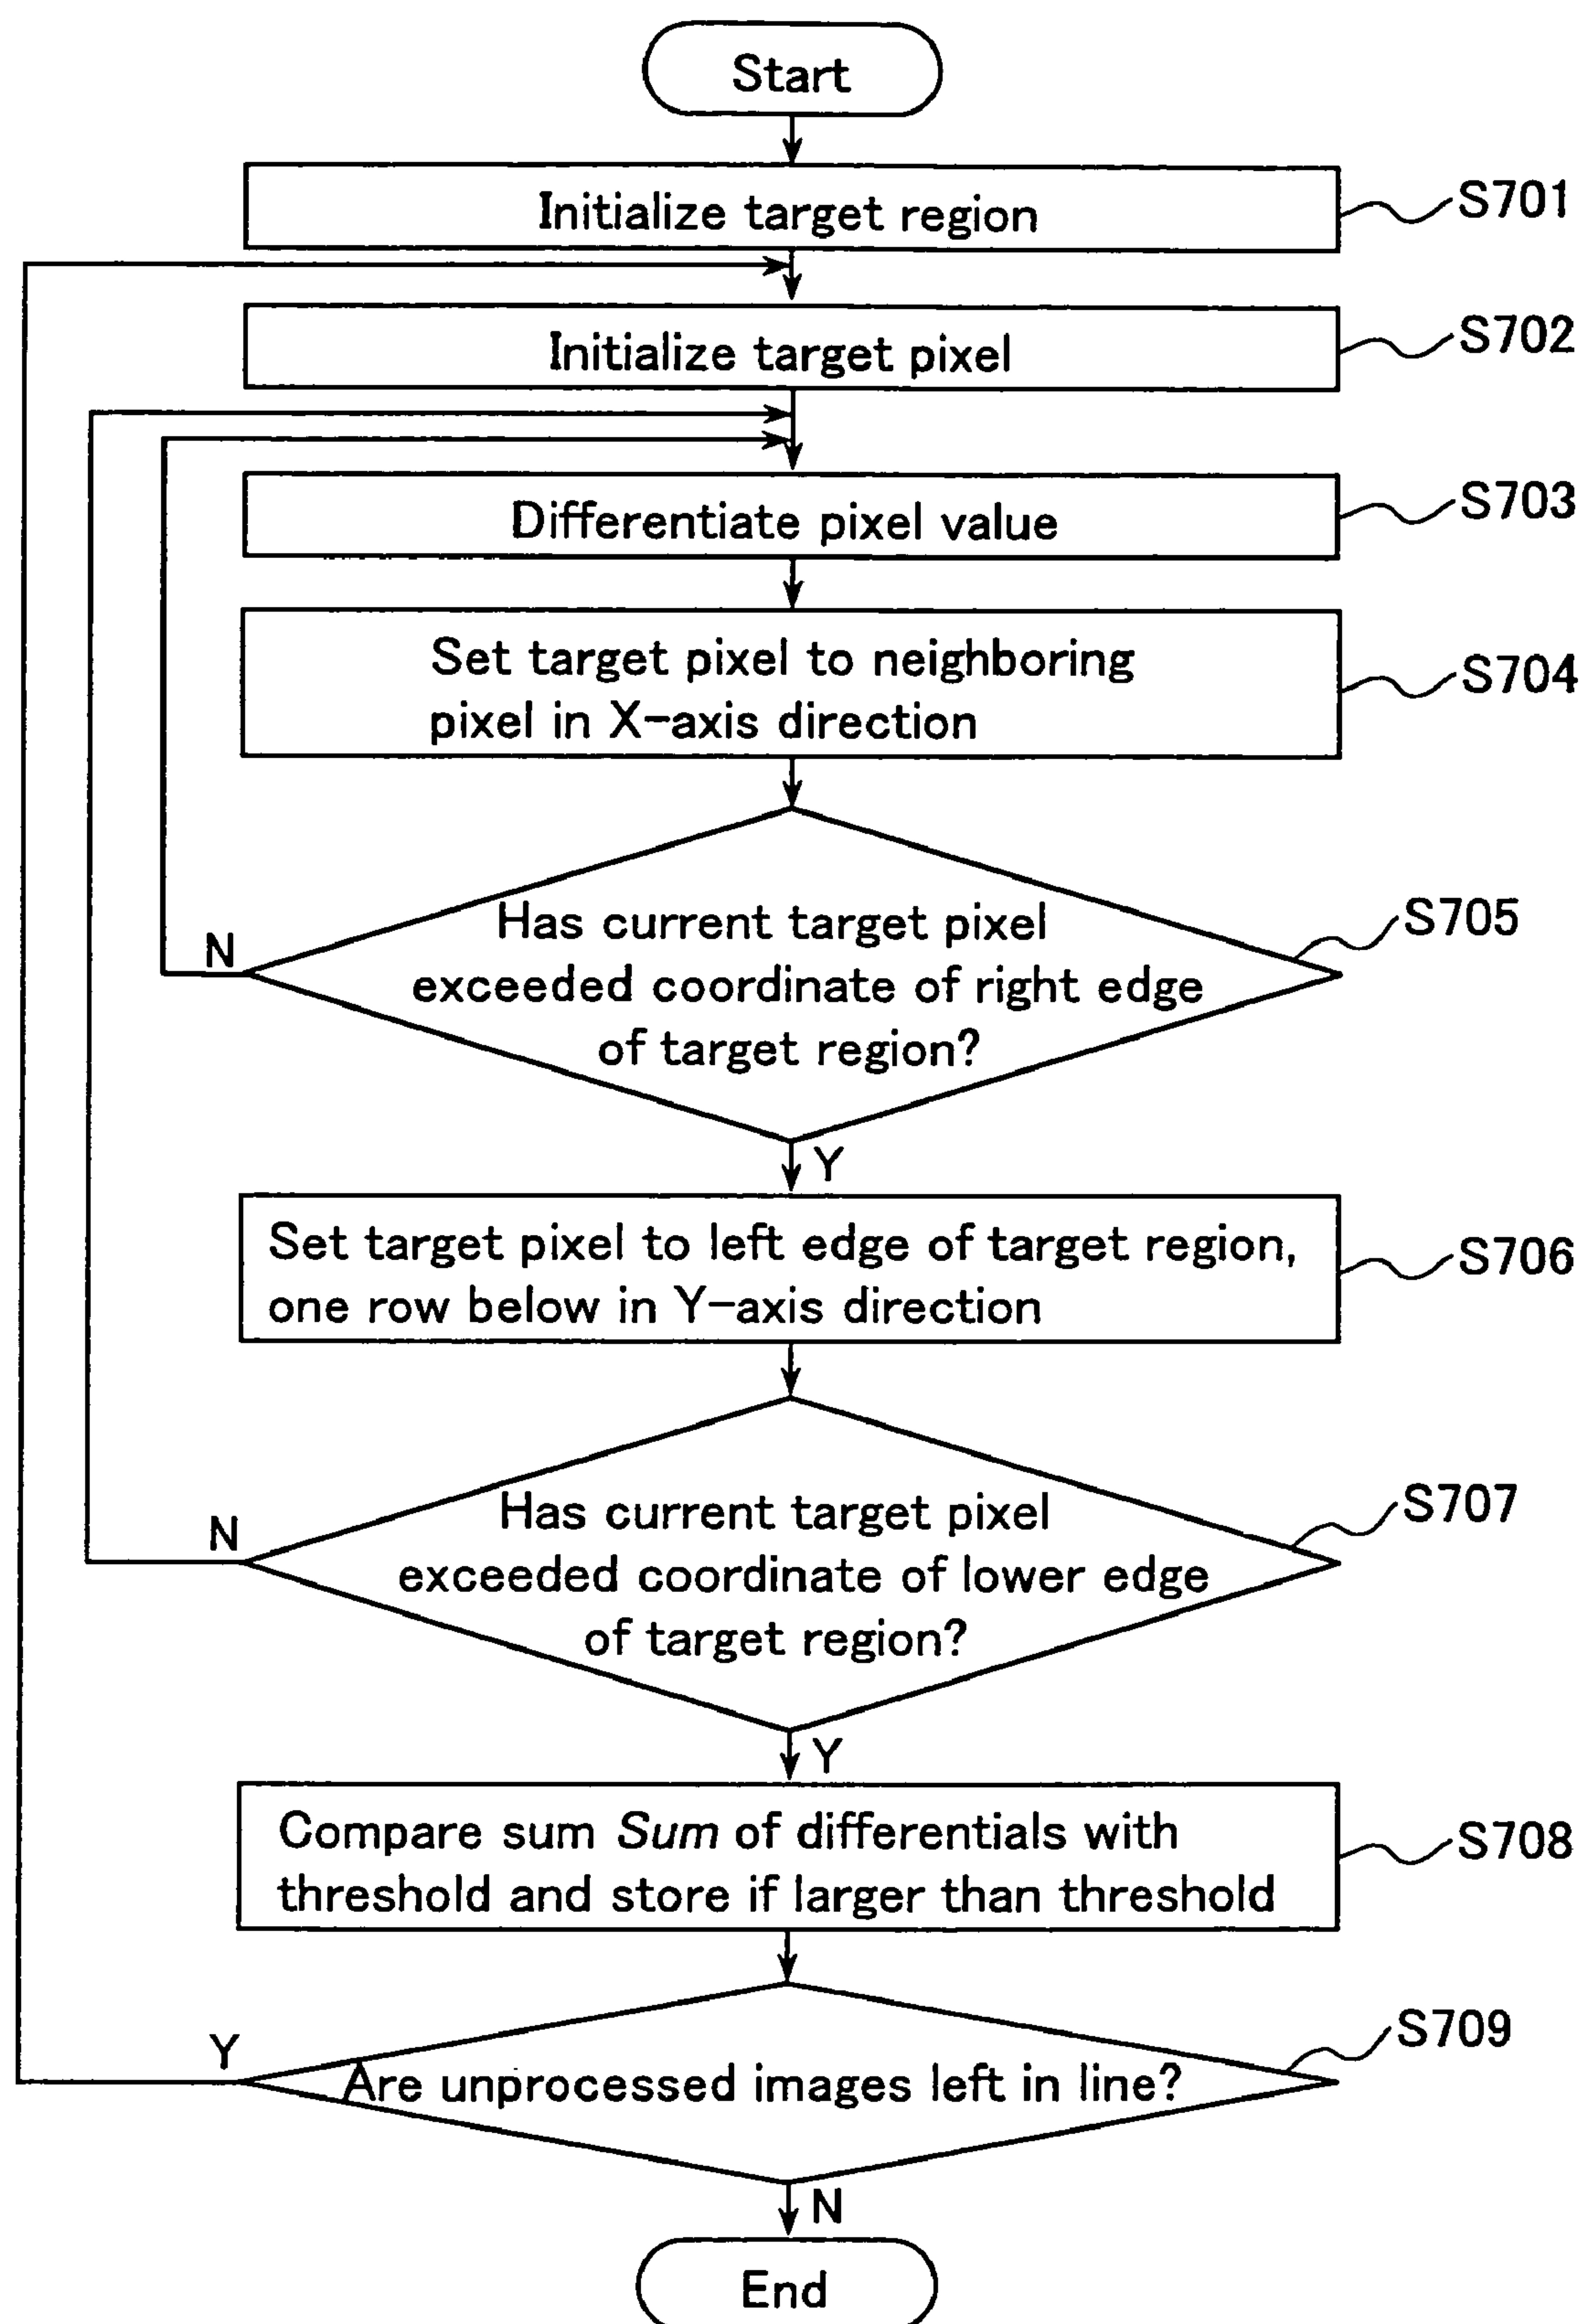 Start
Initialize target region
S701
Initialize target pixel
S702
Differentiate pixel value
S703
Set target pixel to neighboring
pixel in X-axis direction
S704
Has current target pixel
exceeded coordinate of right edge
of target region?
S705
N
Y
Set target pixel to left edge of target region,
one row below in Y-axis direction
S706
Has current target pixel
exceeded coordinate of lower edge
of target region?
S707
N
Y
Compare sum Sum of differentials with
threshold and store if larger than threshold
S708
Are unprocessed images left in line?
S709
Y
N
End